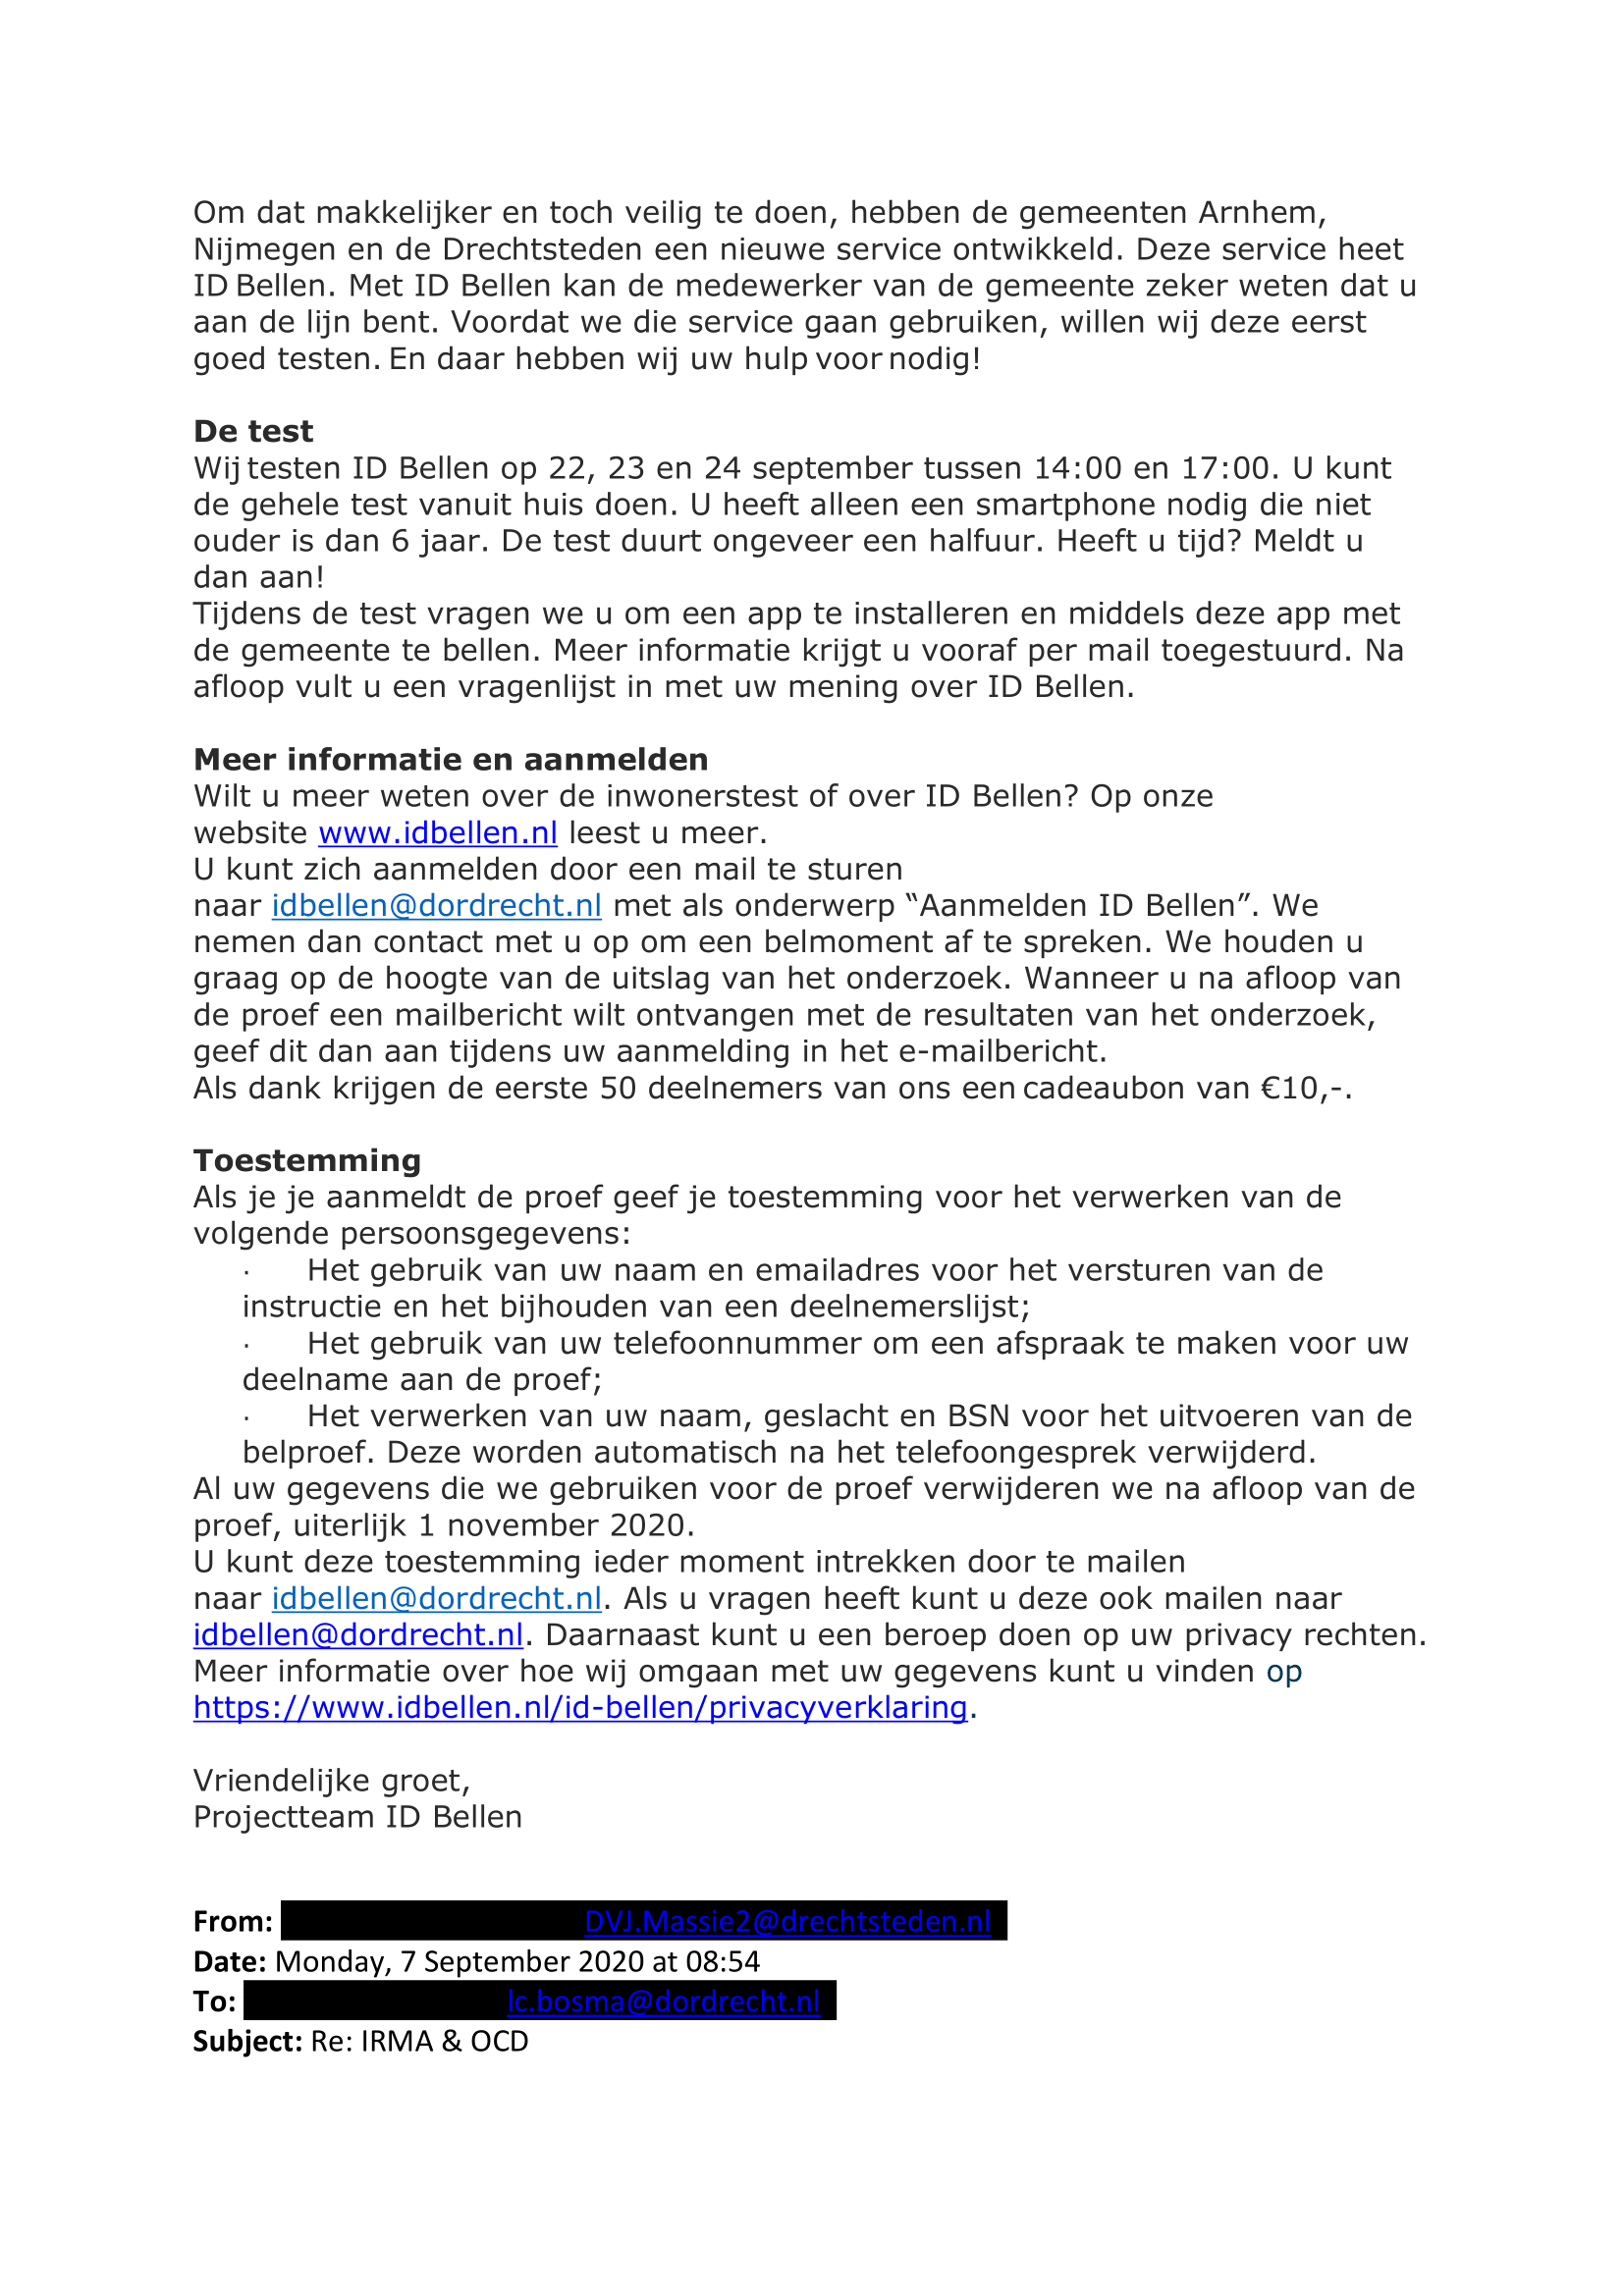 Om dat makkelijker en toch veilig te doen, hebben de gemeenten Arnhem,
Nijmegen en de Drechtsteden een nieuwe service ontwikkeld. Deze service heet
ID Bellen. Met ID Bellen kan de medewerker van de gemeente zeker weten dat u
aan de lijn bent. Voordat we die service gaan gebruiken, willen wij deze eerst
goed testen. En daar hebben wij uw hulp voor nodig!
De test
Wij testen ID Bellen op 22, 23 en 24 september tussen 14:00 en 17:00. U kunt
de gehele test vanuit huis doen. U heeft alleen een smartphone nodig die niet
ouder is dan 6 jaar. De test duurt ongeveer een halfuur. Heeft u tijd? Meldt u
dan aan!
Tijdens de test vragen we u om een app te installeren en middels deze app met
de gemeente te bellen. Meer informatie krijgt u vooraf per mail toegestuurd. Na
afloop vult u een vragenlijst in met uw mening over ID Bellen.
Meer informatie en aanmelden
Wilt u meer weten over de inwonerstest of over ID Bellen? Op onze
website www.idbellen.nl leest u meer.
U kunt zich aanmelden door een mail te sturen
naar idbellen@dordrecht.nl met als onderwerp “Aanmelden ID Bellen”. We
nemen dan contact met u op om een belmoment af te spreken. We houden u
graag op de hoogte van de uitslag van het onderzoek. Wanneer u na afloop van
de proef een mailbericht wilt ontvangen met de resultaten van het onderzoek,
geef dit dan aan tijdens uw aanmelding in het e-mailbericht.
Als dank krijgen de eerste 50 deelnemers van ons een cadeaubon van €10,-.
Toestemming
Als je je aanmeldt de proef geef je toestemming voor het verwerken van de
volgende persoonsgegevens:
· Het gebruik van uw naam en emailadres voor het versturen van de
instructie en het bijhouden van een deelnemerslijst;
· Het gebruik van uw telefoonnummer om een afspraak te maken voor uw
deelname aan de proef;
· Het verwerken van uw naam, geslacht en BSN voor het uitvoeren van de
belproef. Deze worden automatisch na het telefoongesprek verwijderd.
Al uw gegevens die we gebruiken voor de proef verwijderen we na afloop van de
proef, uiterlijk 1 november 2020.
U kunt deze toestemming ieder moment intrekken door te mailen
naar idbellen@dordrecht.nl. Als u vragen heeft kunt u deze ook mailen naar
idbellen@dordrecht.nl. Daarnaast kunt u een beroep doen op uw privacy rechten.
Meer informatie over hoe wij omgaan met uw gegevens kunt u vinden op
https://www.idbellen.nl/id-bellen/privacyverklaring.
Vriendelijke groet,
Projectteam ID Bellen
From: DVJ.Massie2@drechtsteden.nl
Date: Monday, 7 September 2020 at 08:54
To: lc.bosma@dordrecht.nl
Subject: Re: IRMA & OCD